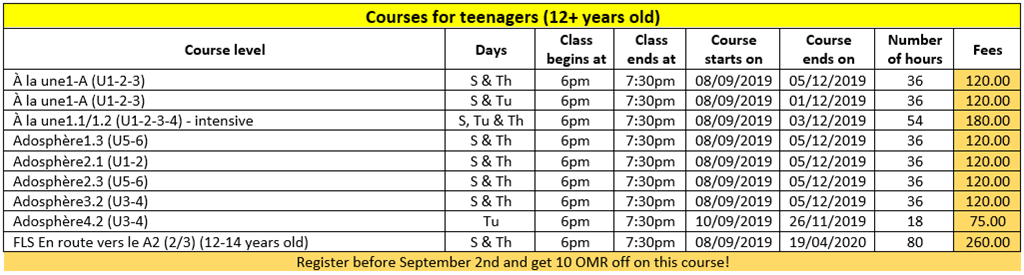 Courses for teenagers (12+ years old)
Course level Days Class begins at Class ends at Course starts on Course ends on Number of hours Fees
À la une1-A (U1-2-3) S & Th 6pm 7:30pm 08/09/2019 05/12/2019 36 120.00
À la une1-A (U1-2-3) S & Tu 6pm 7:30pm 08/09/2019 01/12/2019 36 120.00
À la une1.1/1.2 (U1-2-3-4) - intensive S, Tu & Th 6pm 7:30pm 08/09/2019 03/12/2019 54 180.00
Adosphère1.3 (U5-6) S & Th 6pm 7:30pm 08/09/2019 05/12/2019 36 120.00
Adosphère2.1 (U1-2) S & Th 6pm 7:30pm 08/09/2019 05/12/2019 36 120.00
Adosphère2.3 (U5-6) S & Th 6pm 7:30pm 08/09/2019 05/12/2019 36 120.00
Adosphère3.2 (U3-4) S & Th 6pm 7:30pm 08/09/2019 05/12/2019 36 120.00
Adosphère4.2 (U3-4) Tu 6pm 7:30pm 10/09/2019 26/11/2019 18 75.00
FLS En route vers le A2 (2/3) (12-14 years old) S & Th 6pm 7:30pm 08/09/2019 19/04/2020 80 260.00
Register before September 2nd and get 10 OMR off on this course!